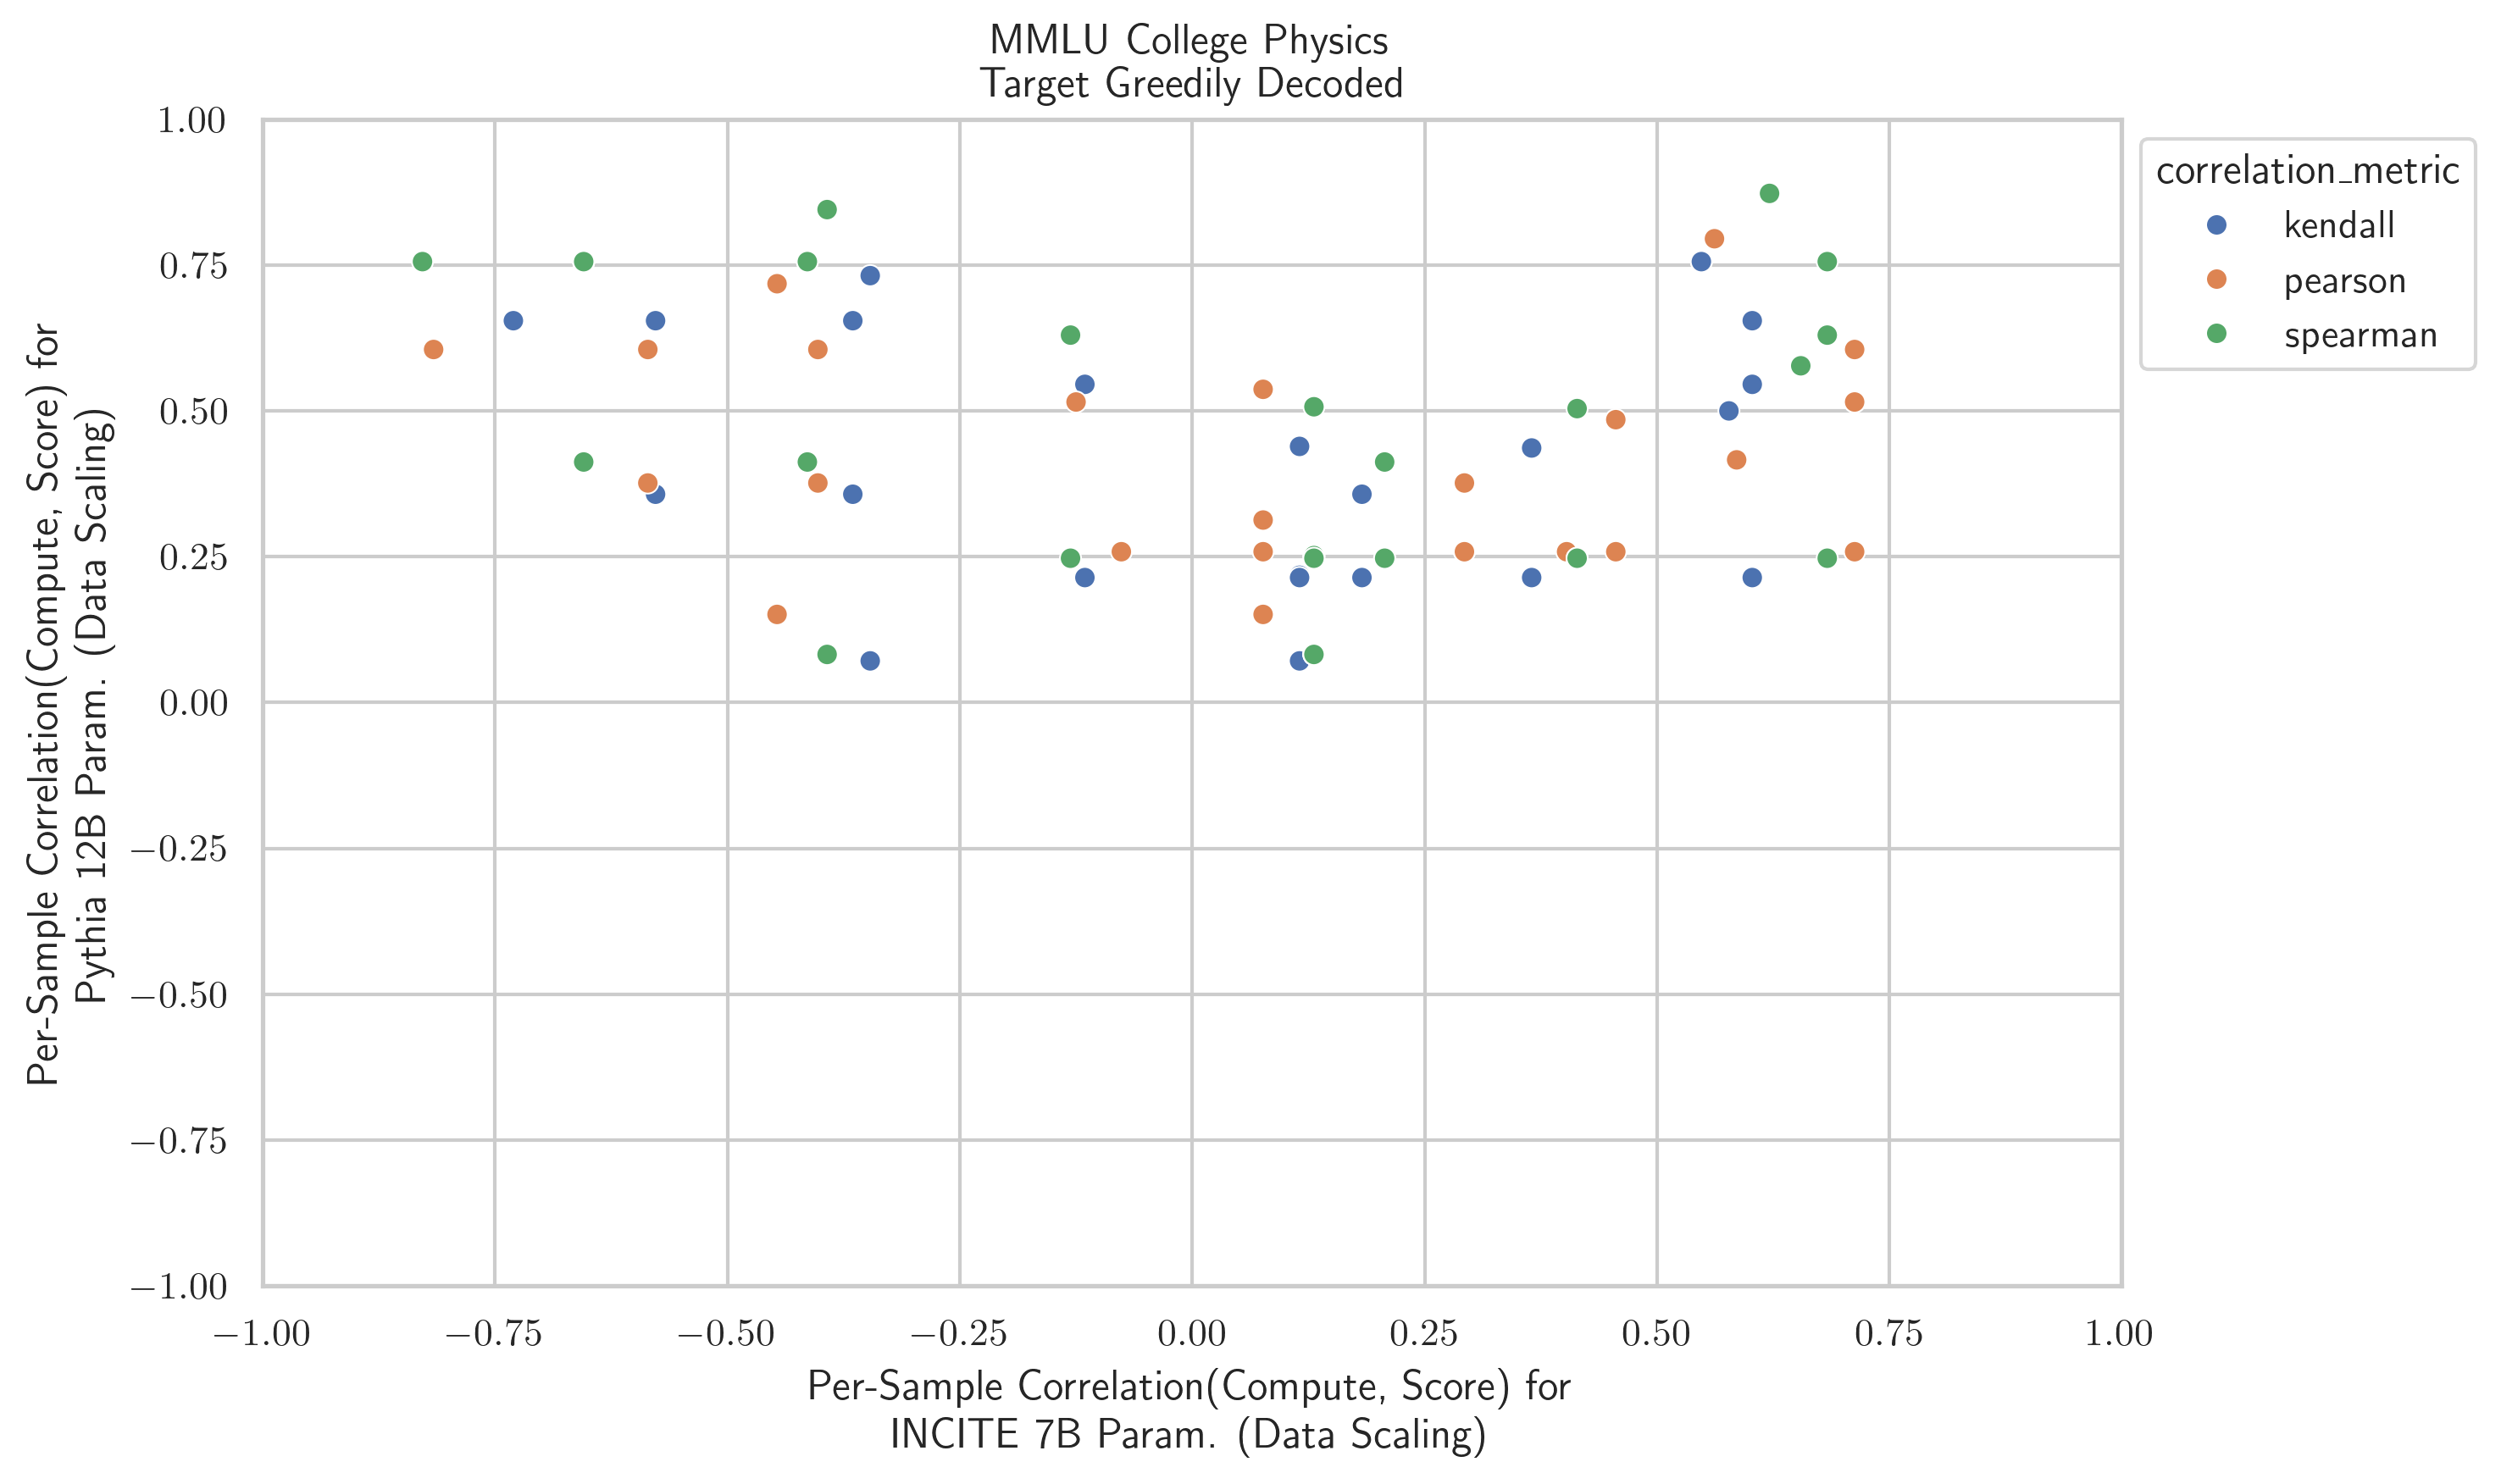 MMLU College Physics
Target Greedily Decoded
1.00
0.75
0.50
0.25
0.00
−0.25
−0.50
−0.75
−1.00
Per-Sample Correlation(Compute, Score) for
Pythia 12B Param. (Data Scaling)
−1.00 −0.75 −0.50 −0.25 0.00 0.25 0.50 0.75 1.00
Per-Sample Correlation(Compute, Score) for
INCITE 7B Param. (Data Scaling)
correlation_metric
kendall
pearson
spearman